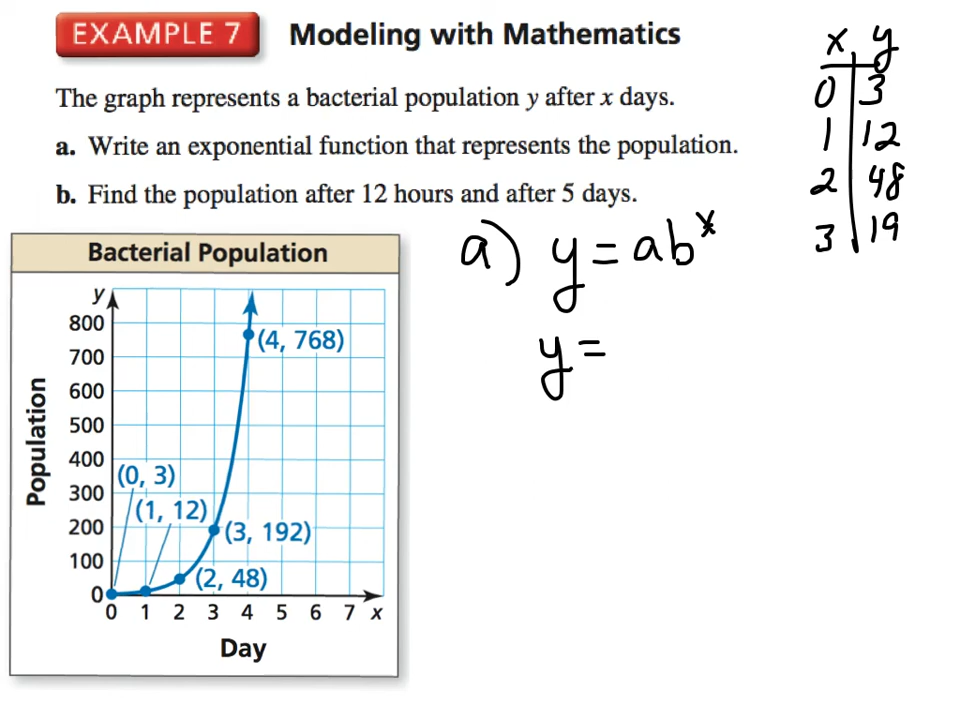 EXAMPLE 7 Modeling with Mathematics
The graph represents a bacterial population y after x days.
a. Write an exponential function that represents the population.
b. Find the population after 12 hours and after 5 days.
x y
0 3
1 12
2 48
3 19
a) y = ab^x
y =
Bacterial Population
y
800
700
600
500
400
300
200
100
0
Population
(4, 768)
(0, 3)
(1, 12)
(3, 192)
(2, 48)
0 1 2 3 4 5 6 7 x
Day